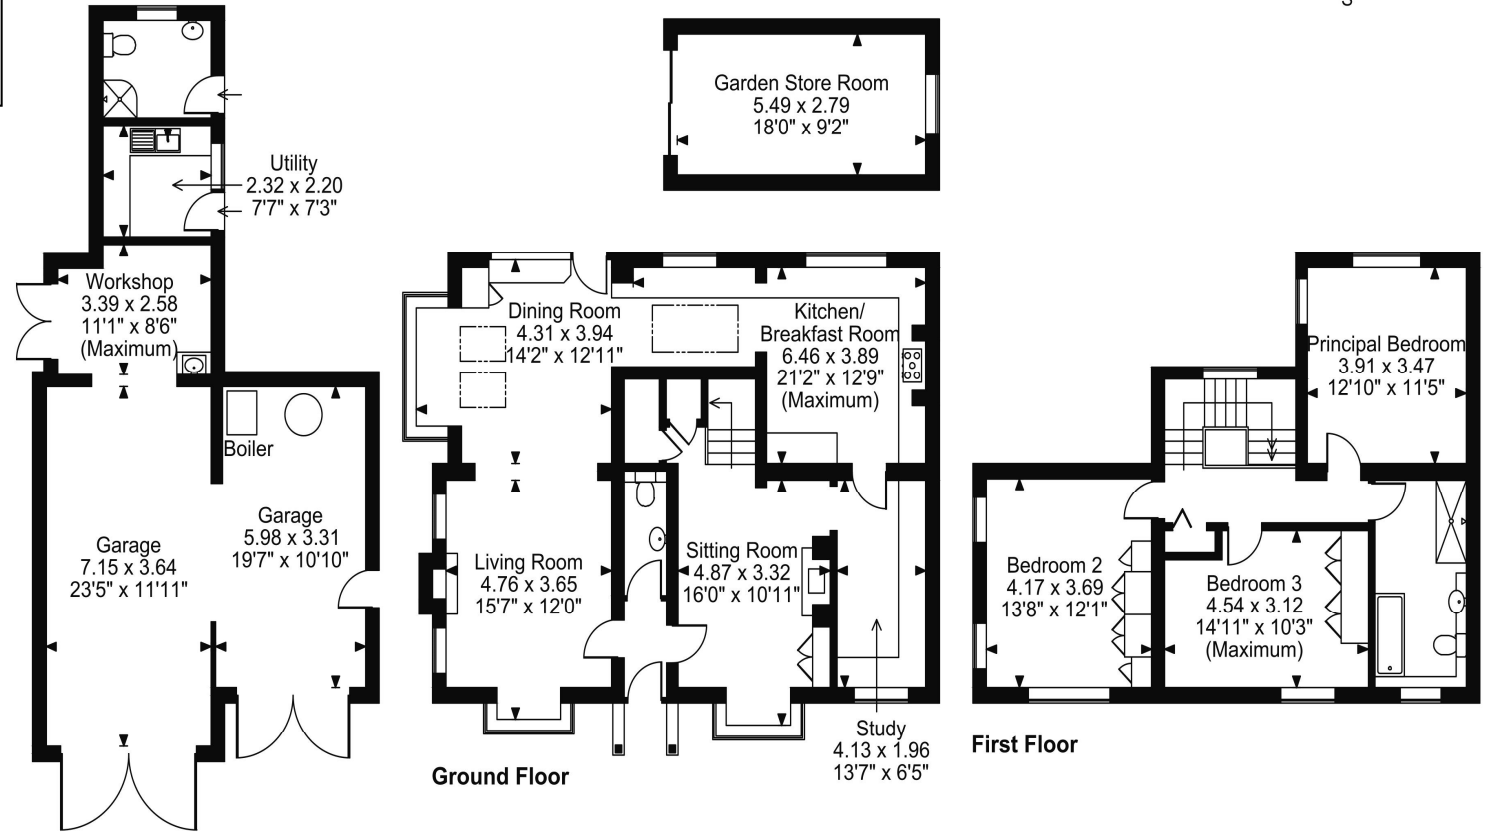 S
Garden Store Room
5.49 x 2.79
18'0" x 9'2"
Utility
2.32 x 2.20
7'7" x 7'3"
Workshop
3.39 x 2.58
11'1" x 8'6"
(Maximum)
Boiler
Garage
7.15 x 3.64
23'5" x 11'11"
Garage
5.98 x 3.31
19'7" x 10'10"
Dining Room
4.31 x 3.94
14'2" x 12'11"
Kitchen/
Breakfast Room
6.46 x 3.89
21'2" x 12'9"
(Maximum)
Living Room
4.76 x 3.65
15'7" x 12'0"
Sitting Room
4.87 x 3.32
16'0" x 10'11"
Study
4.13 x 1.96
13'7" x 6'5"
Ground Floor
Principal Bedroom
3.91 x 3.47
12'10" x 11'5"
Bedroom 2
4.17 x 3.69
13'8" x 12'1"
Bedroom 3
4.54 x 3.12
14'11" x 10'3"
(Maximum)
First Floor